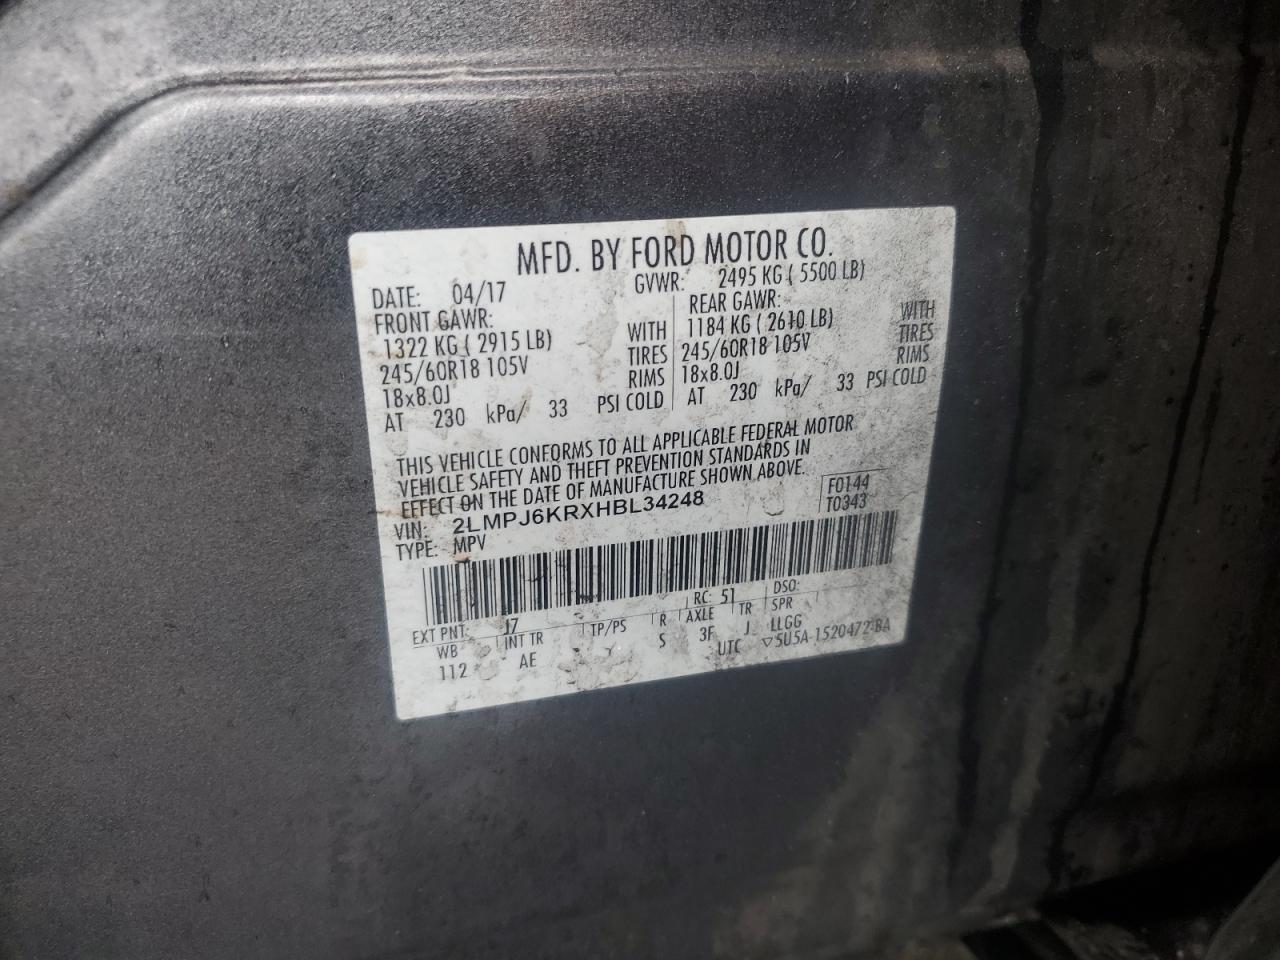 MFD. BY FORD MOTOR CO.
DATE: 04/17 GVWR: 2495 KG ( 5500 LB)
FRONT GAWR: REAR GAWR:
1322 KG ( 2915 LB) WITH 1184 KG ( 2610 LB) WITH
245/60R18 105V TIRES 245/60R18 105V TIRES
18x8.0J RIMS 18x8.0J RIMS
AT 230 kPa/ 33 PSI COLD AT 230 kPa/ 33 PSI COLD
THIS VEHICLE CONFORMS TO ALL APPLICABLE FEDERAL MOTOR
VEHICLE SAFETY AND THEFT PREVENTION STANDARDS IN
EFFECT ON THE DATE OF MANUFACTURE SHOWN ABOVE.
VIN: 2LMPJ6KRXHBL34248 F0144
TYPE: MPV T0343
EXT PNT: 17 RC: 51 DSO:
WB INT TR TP/PS R AXLE TR SPR
112 AE S 3F J LLGG
UTC ▽5U5A-1520472-BA